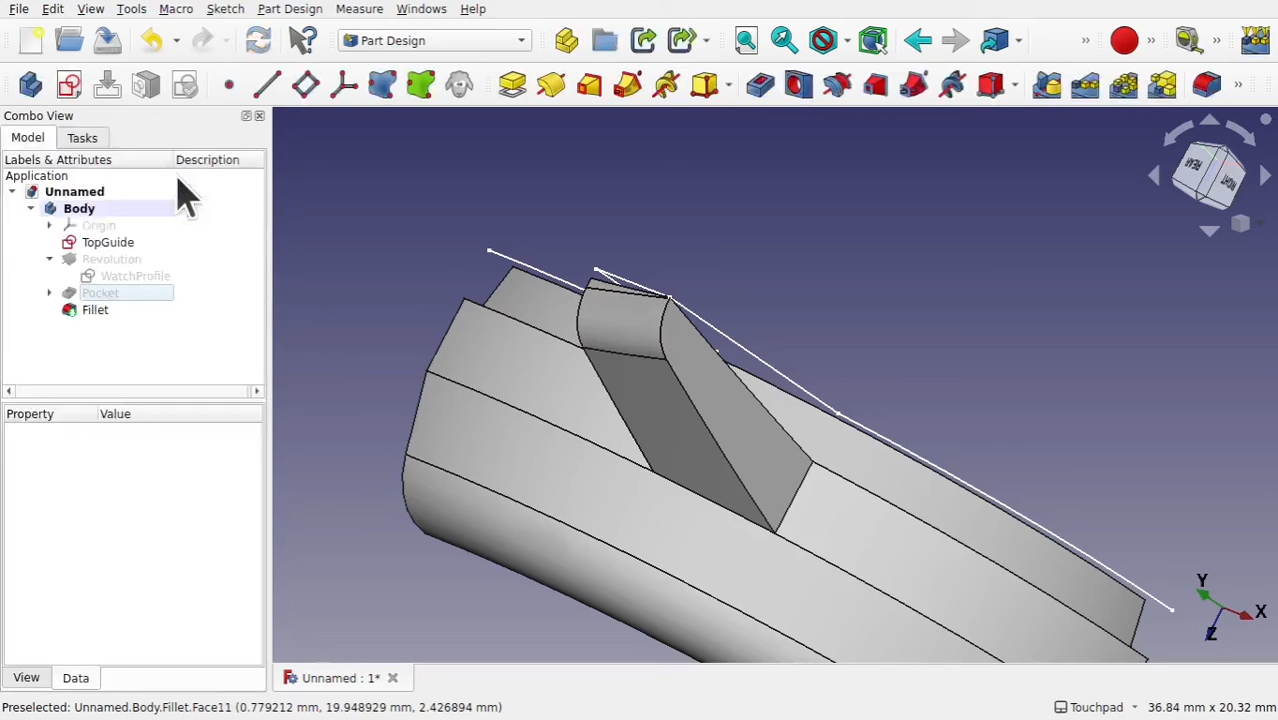 File Edit View Tools Macro Sketch Part Design Measure Windows Help
Part Design
Combo View
Model Tasks
Labels & Attributes Description
Application
Unnamed
Body
Origin
TopGuide
Revolution
WatchProfile
Pocket
Fillet
REAR RIGHT
Property Value
Y
X
Z
View Data
Unnamed : 1*
Preselected: Unnamed.Body.Fillet.Face11 (0.779212 mm, 19.948929 mm, 2.426894 mm) Touchpad 36.84 mm x 20.32 mm